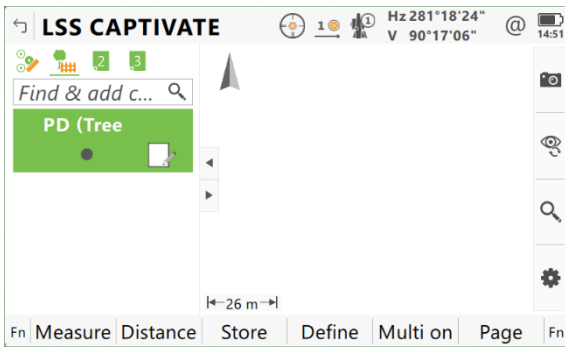 LSS CAPTIVATE
1
1
Hz 281°18'24"
V 90°17'06"
@
14:51
2 3
Find & add c...
PD (Tree
26 m
Fn Measure Distance Store Define Multi on Page Fn